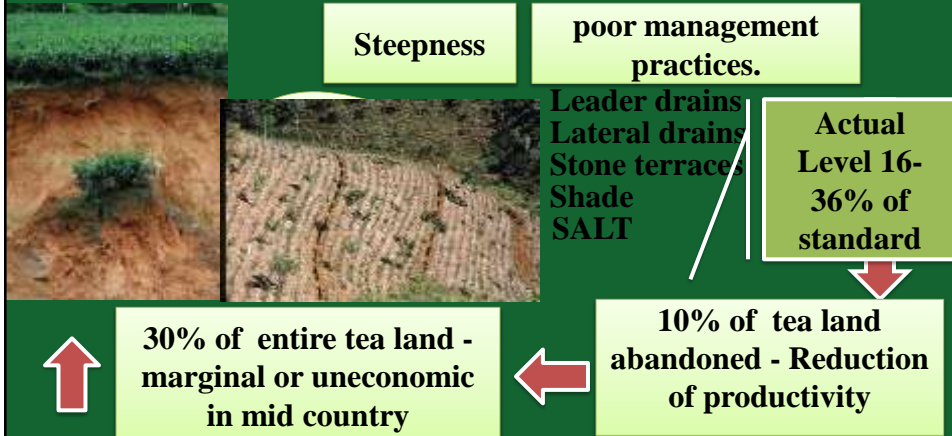 Steepness
poor management
practices.
Leader drains
Lateral drains
Stone terraces
Shade
SALT
Actual
Level 16-
36% of
standard
10% of tea land
abandoned - Reduction
of productivity
30% of entire tea land -
marginal or uneconomic
in mid country